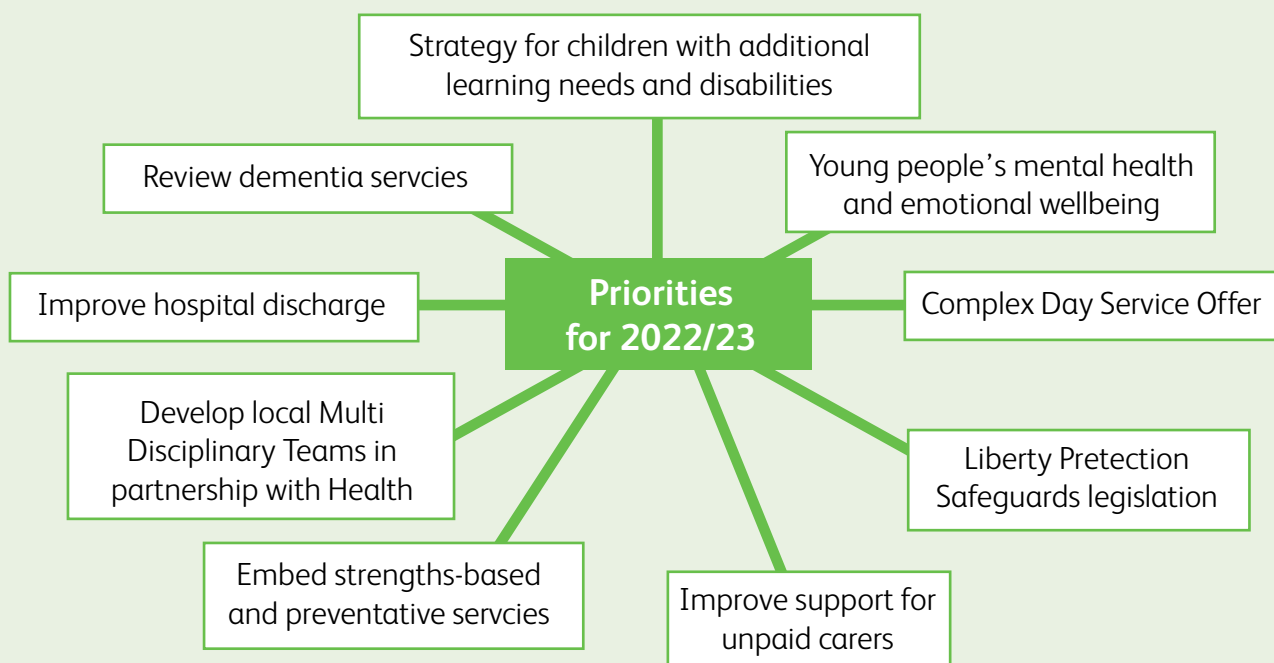 Strategy for children with additional
learning needs and disabilities
Review dementia servcies
Young people’s mental health
and emotional wellbeing
Improve hospital discharge
Priorities
for 2022/23
Complex Day Service Offer
Develop local Multi
Disciplinary Teams in
partnership with Health
Liberty Pretection
Safeguards legislation
Embed strengths-based
and preventative servcies
Improve support for
unpaid carers